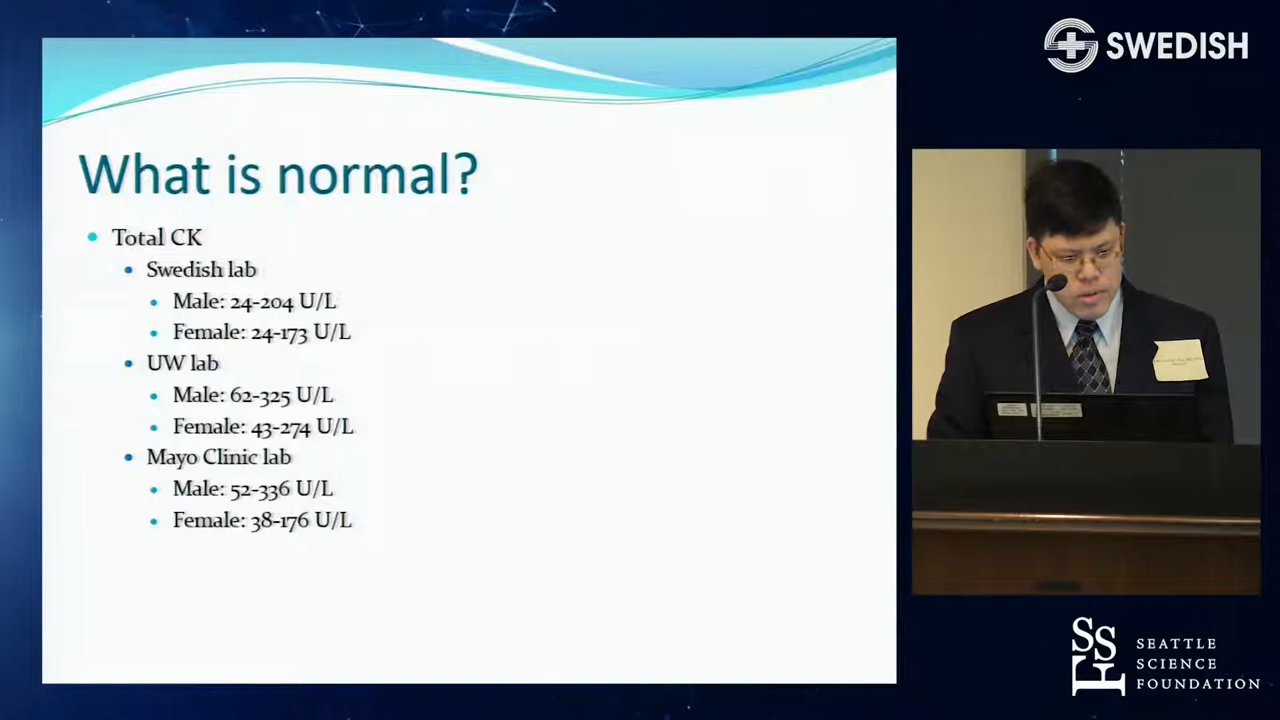 What is normal?
Total CK
Swedish lab
Male: 24-204 U/L
Female: 24-173 U/L
UW lab
Male: 62-325 U/L
Female: 43-274 U/L
Mayo Clinic lab
Male: 52-336 U/L
Female: 38-176 U/L
SWEDISH
SSF
SEATTLE
SCIENCE
FOUNDATION